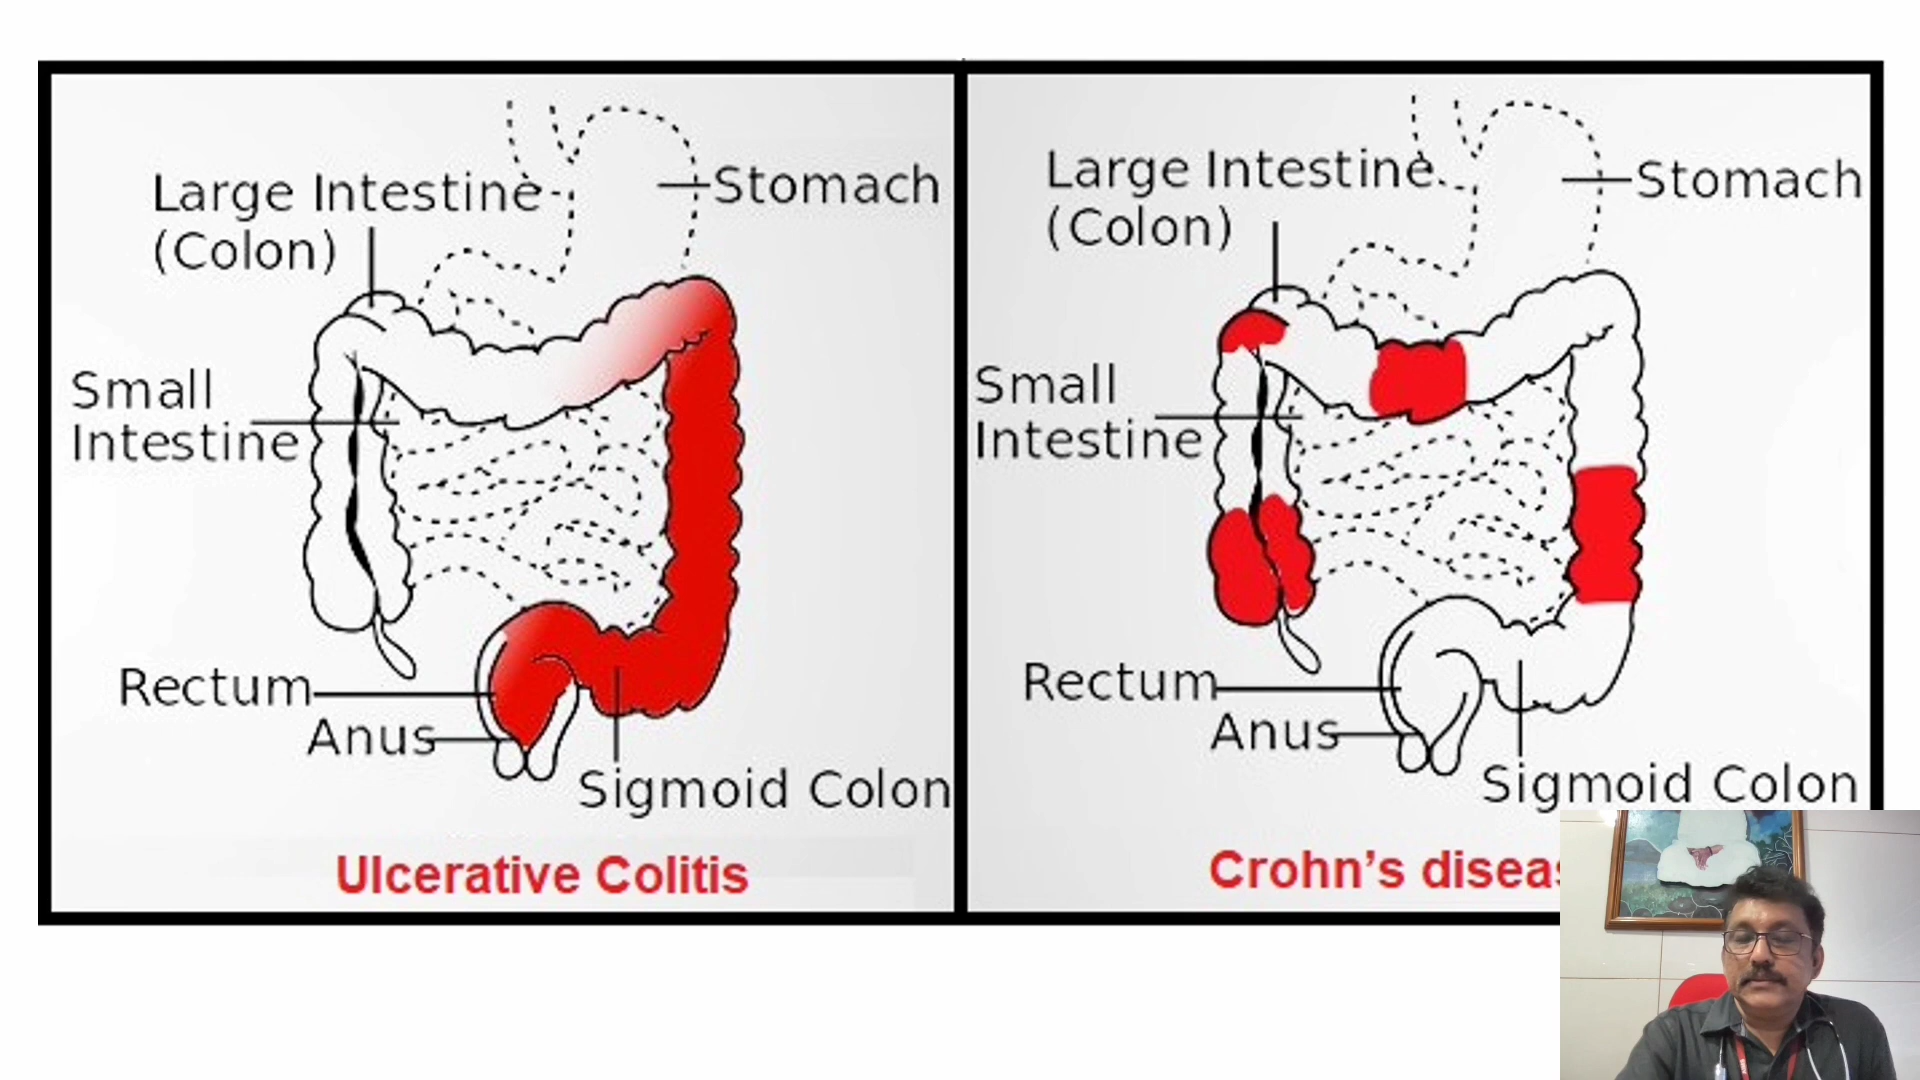 Large Intestine
(Colon)
Stomach
Small
Intestine
Rectum
Anus
Sigmoid Colon
Ulcerative Colitis
Large Intestine
(Colon)
Stomach
Small
Intestine
Rectum
Anus
Sigmoid Colon
Crohn's